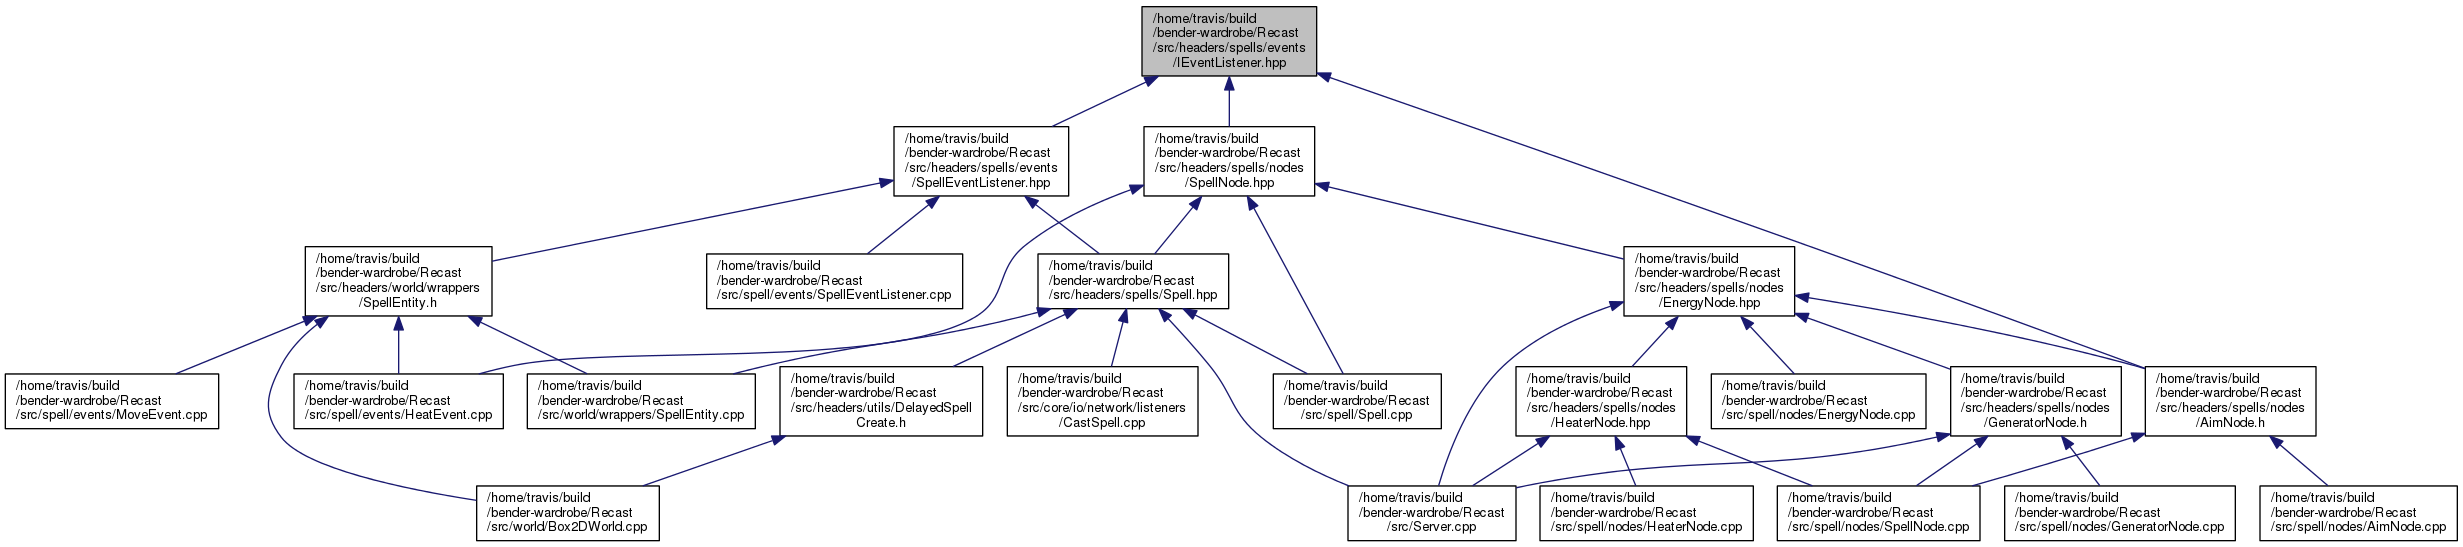 /home/travis/build
/bender-wardrobe/Recast
/src/headers/spells/events
/IEventListener.hpp
/home/travis/build
/bender-wardrobe/Recast
/src/headers/spells/events
/SpellEventListener.hpp
/home/travis/build
/bender-wardrobe/Recast
/src/headers/spells/nodes
/SpellNode.hpp
/home/travis/build
/bender-wardrobe/Recast
/src/headers/world/wrappers
/SpellEntity.h
/home/travis/build
/bender-wardrobe/Recast
/src/spell/events/SpellEventListener.cpp
/home/travis/build
/bender-wardrobe/Recast
/src/headers/spells/Spell.hpp
/home/travis/build
/bender-wardrobe/Recast
/src/headers/spells/nodes
/EnergyNode.hpp
/home/travis/build
/bender-wardrobe/Recast
/src/spell/events/MoveEvent.cpp
/home/travis/build
/bender-wardrobe/Recast
/src/spell/events/HeatEvent.cpp
/home/travis/build
/bender-wardrobe/Recast
/src/world/wrappers/SpellEntity.cpp
/home/travis/build
/bender-wardrobe/Recast
/src/headers/utils/DelayedSpell
Create.h
/home/travis/build
/bender-wardrobe/Recast
/src/core/io/network/listeners
/CastSpell.cpp
/home/travis/build
/bender-wardrobe/Recast
/src/spell/Spell.cpp
/home/travis/build
/bender-wardrobe/Recast
/src/headers/spells/nodes
/HeaterNode.hpp
/home/travis/build
/bender-wardrobe/Recast
/src/spell/nodes/EnergyNode.cpp
/home/travis/build
/bender-wardrobe/Recast
/src/headers/spells/nodes
/GeneratorNode.h
/home/travis/build
/bender-wardrobe/Recast
/src/headers/spells/nodes
/AimNode.h
/home/travis/build
/bender-wardrobe/Recast
/src/world/Box2DWorld.cpp
/home/travis/build
/bender-wardrobe/Recast
/src/Server.cpp
/home/travis/build
/bender-wardrobe/Recast
/src/spell/nodes/HeaterNode.cpp
/home/travis/build
/bender-wardrobe/Recast
/src/spell/nodes/SpellNode.cpp
/home/travis/build
/bender-wardrobe/Recast
/src/spell/nodes/GeneratorNode.cpp
/home/travis/build
/bender-wardrobe/Recast
/src/spell/nodes/AimNode.cpp